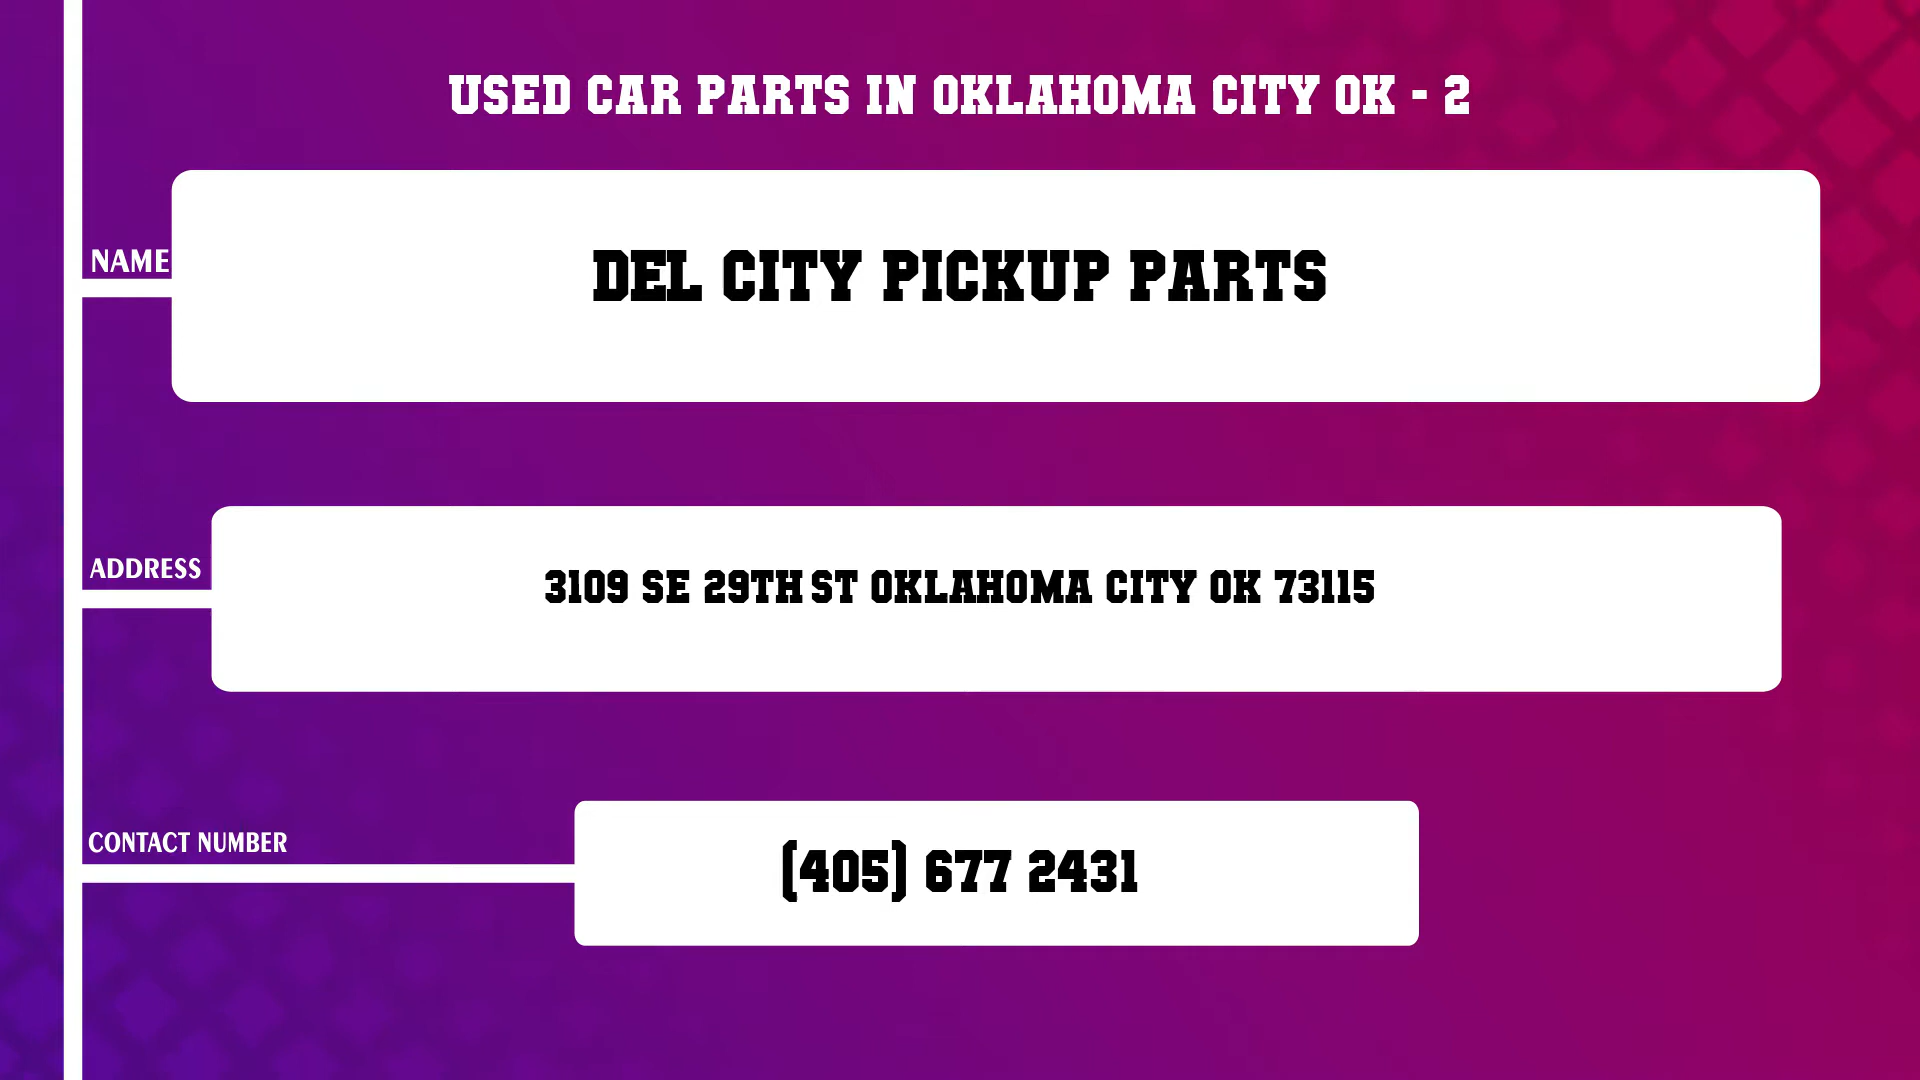 USED CAR PARTS IN OKLAHOMA CITY OK - 2
NAME
DEL CITY PICKUP PARTS
ADDRESS
3109 SE 29TH ST OKLAHOMA CITY OK 73115
CONTACT NUMBER
(405) 677 2431